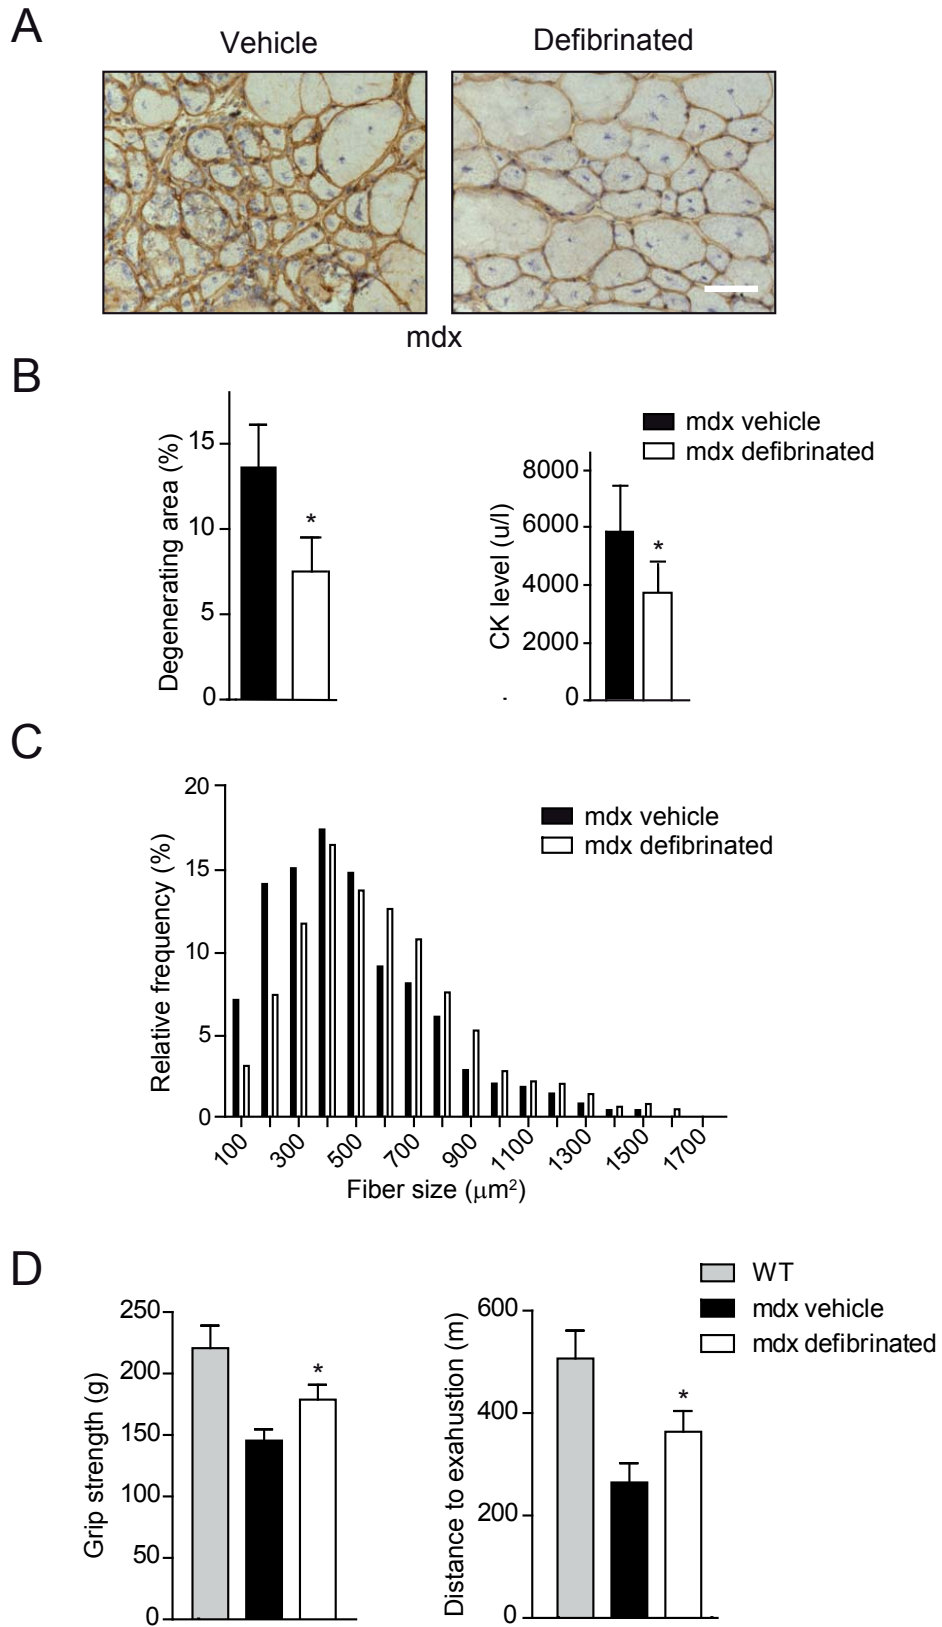 A
Vehicle
Defibrinated
mdx
B
Degenerating area (%)
15
10
5
0
CK level (u/l)
8000
6000
4000
2000
0
mdx vehicle
mdx defibrinated
*
*
C
Relative frequency (%)
20
15
10
5
0
mdx vehicle
mdx defibrinated
100 300 500 700 900 1100 1300 1500 1700
Fiber size (μm²)
D
Grip strength (g)
250
200
150
100
50
0
*
Distance to exahustion (m)
600
400
200
0
*
WT
mdx vehicle
mdx defibrinated